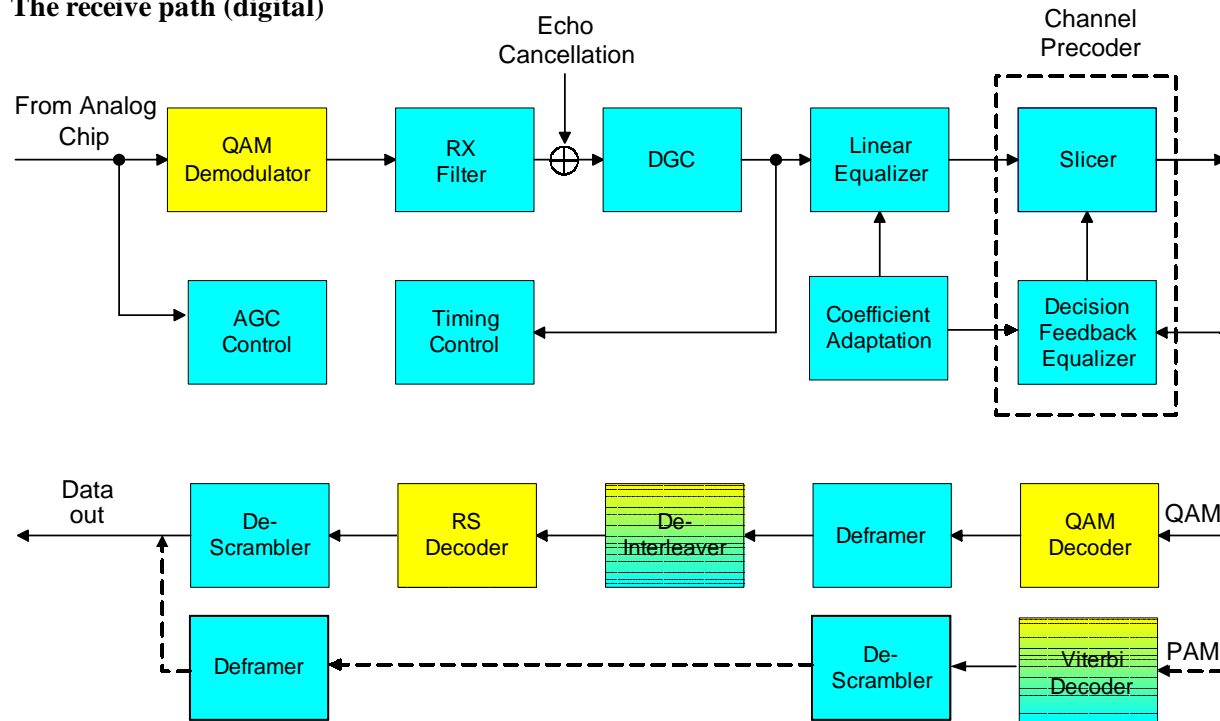 The receive path (digital)
Echo
Cancellation
Channel
Precoder
From Analog
Chip
QAM
Demodulator
RX
Filter
DGC
Linear
Equalizer
Slicer
AGC
Control
Timing
Control
Coefficient
Adaptation
Decision
Feedback
Equalizer
Data
out
De-
Scrambler
RS
Decoder
De-
Interleaver
Deframer
QAM
Decoder
QAM
Deframer
De-
Scrambler
Viterbi
Decoder
PAM